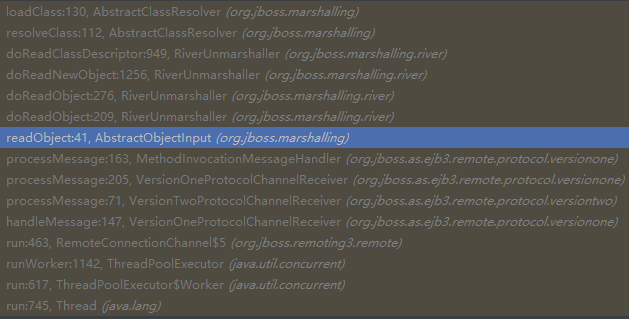 loadClass:130, AbstractClassResolver (org.jboss.marshalling)
resolveClass:112, AbstractClassResolver (org.jboss.marshalling)
doReadClassDescriptor:949, RiverUnmarshaller (org.jboss.marshalling.river)
doReadNewObject:1256, RiverUnmarshaller (org.jboss.marshalling.river)
doReadObject:276, RiverUnmarshaller (org.jboss.marshalling.river)
doReadObject:209, RiverUnmarshaller (org.jboss.marshalling.river)
readObject:41, AbstractObjectInput (org.jboss.marshalling)
processMessage:163, MethodInvocationMessageHandler (org.jboss.as.ejb3.remote.protocol.versionone)
processMessage:205, VersionOneProtocolChannelReceiver (org.jboss.as.ejb3.remote.protocol.versionone)
processMessage:71, VersionTwoProtocolChannelReceiver (org.jboss.as.ejb3.remote.protocol.versiontwo)
handleMessage:147, VersionOneProtocolChannelReceiver (org.jboss.as.ejb3.remote.protocol.versionone)
run:463, RemoteConnectionChannel$5 (org.jboss.remoting3.remote)
runWorker:1142, ThreadPoolExecutor (java.util.concurrent)
run:617, ThreadPoolExecutor$Worker (java.util.concurrent)
run:745, Thread (java.lang)